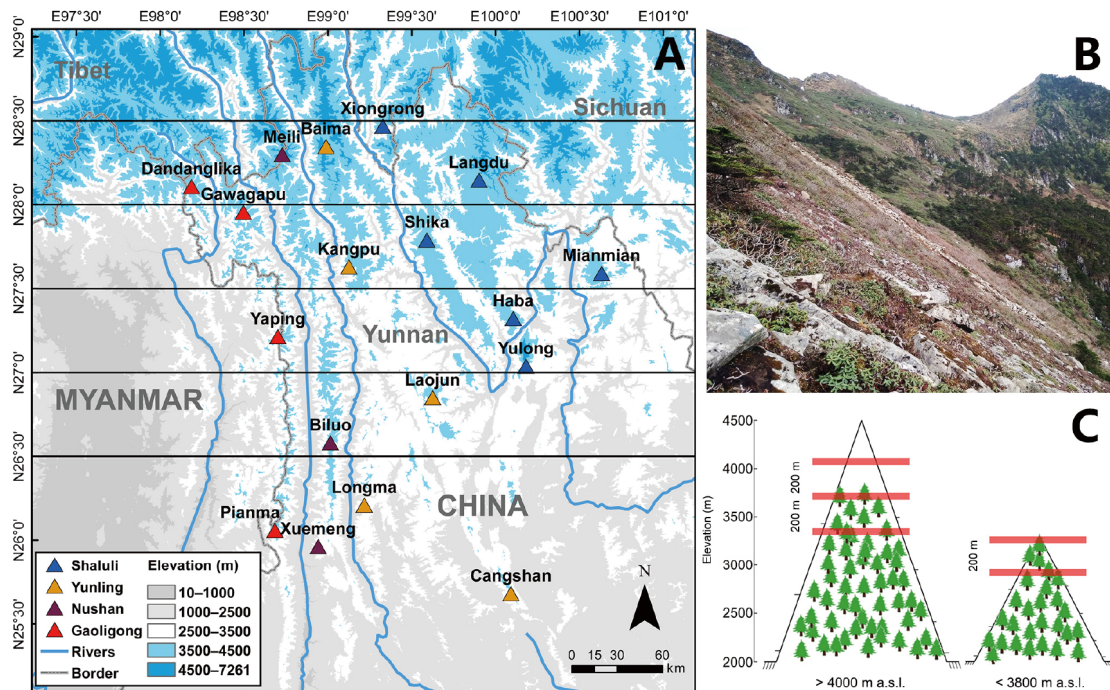 E97°30' E98°0' E98°30' E99°0' E99°30' E100°0' E100°30' E101°0'
N29°0'
N28°30'
N28°0'
N27°30'
N27°0'
N26°30'
N26°0'
N25°30'
A
Tibet
Sichuan
Xiongrong
Meili
Baima
Dandanglika
Langdu
Gawagapu
Shika
Kangpu
Mianmian
Haba
Yaping
Yunnan
Yulong
MYANMAR
Laojun
Biluo
Longma
CHINA
Pianma
Xuemeng
Cangshan
Shaluli
Yunling
Nushan
Gaoligong
Rivers
Border
Elevation (m)
10–1000
1000–2500
2500–3500
3500–4500
4500–7261
N
0 15 30 60
km
B
C
Elevation (m)
4500
4000
3500
3000
2500
2000
200 m
200 m
200 m
> 4000 m a.s.l.
< 3800 m a.s.l.